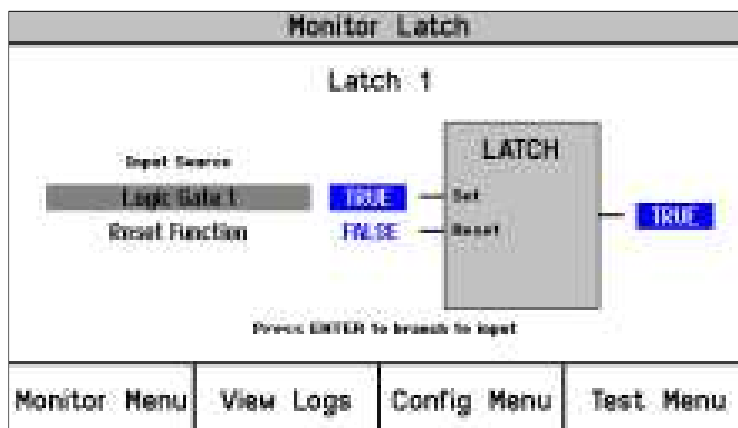 Monitor Latch
Latch 1
LATCH
Input Source
Logic Gate 1 TRUE Set
TRUE
Reset Function FALSE Reset
Press ENTER to branch to input
Monitor Menu View Logs Config Menu Test Menu